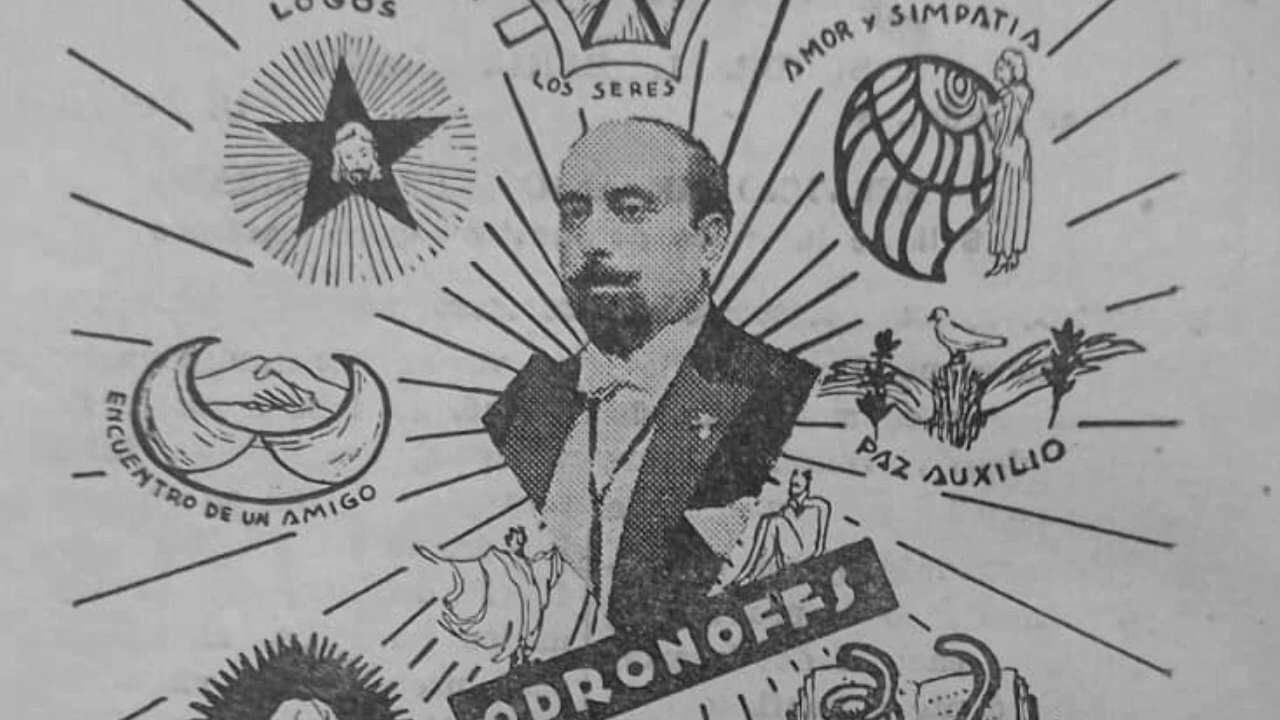 LOGOS
LOS SERES
AMOR Y SIMPATIA
ENCUENTRO DE UN AMIGO
PAZ AUXILIO
ODRONOFFS